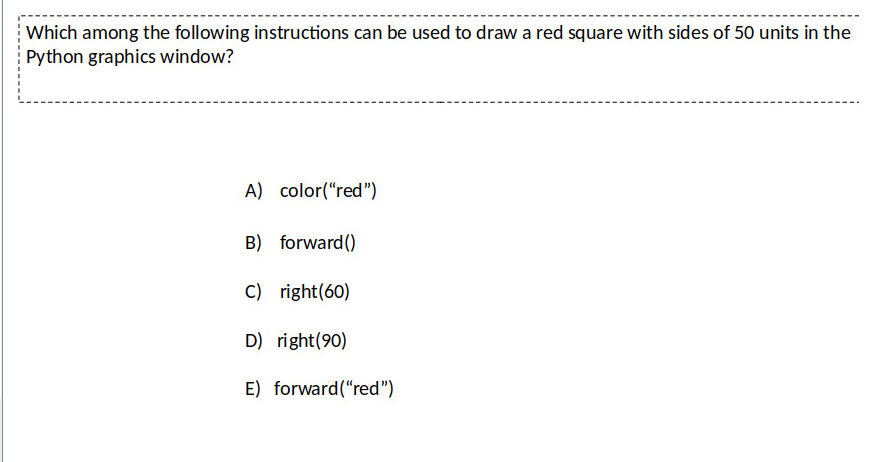 Which among the following instructions can be used to draw a red square with sides of 50 units in the
Python graphics window?
A) color(“red”)
B) forward()
C) right(60)
D) right(90)
E) forward(“red”)